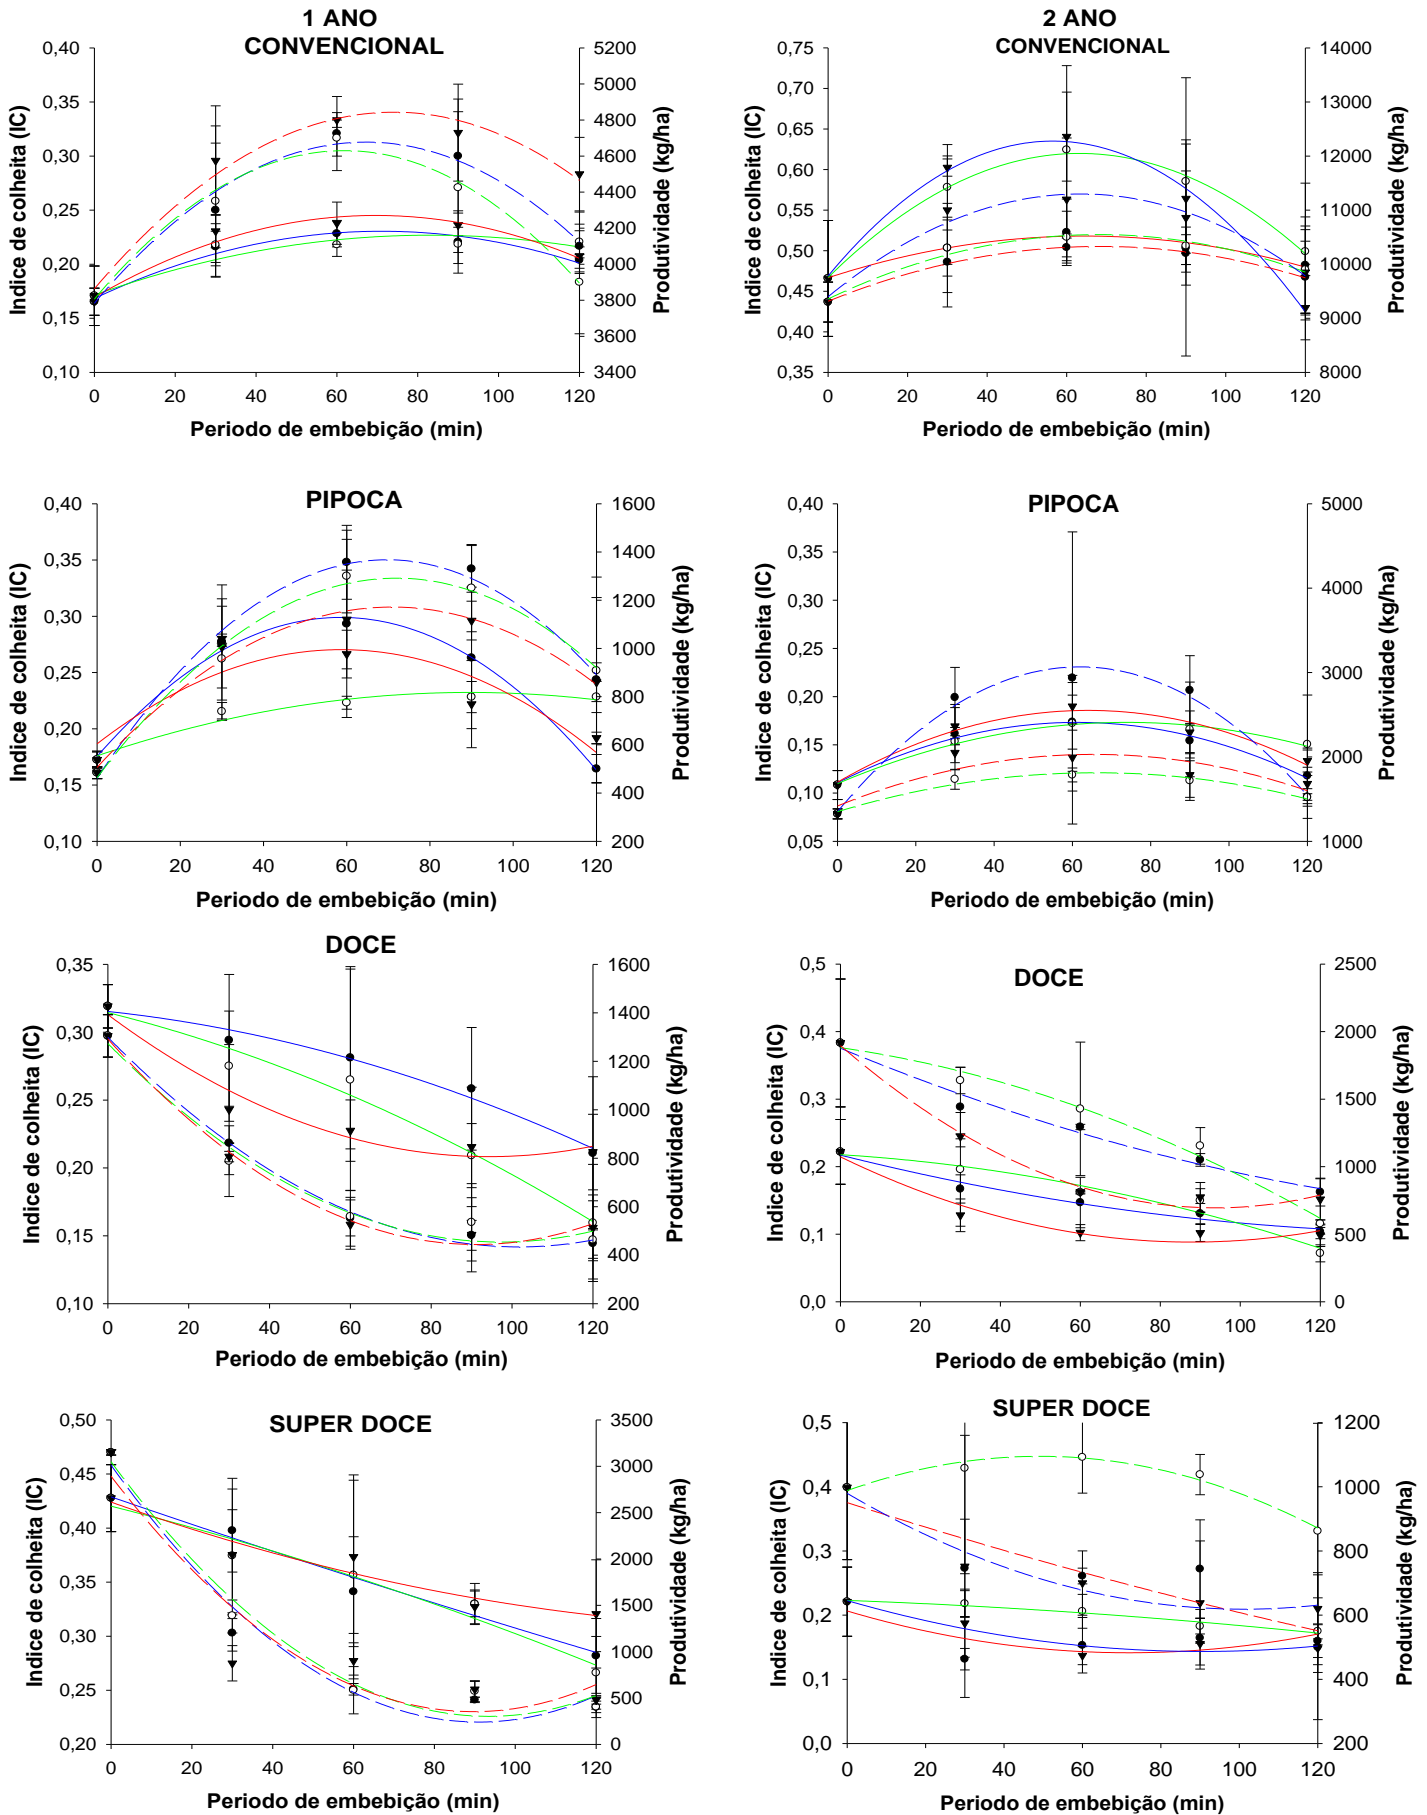 1 ANO
CONVENCIONAL
0,40
0,35
0,30
0,25
0,20
0,15
0,10
Indice de colheita (IC)
5200
5000
4800
4600
4400
4200
4000
3800
3600
3400
Produtividade (kg/ha)
0 20 40 60 80 100 120
Periodo de embebição (min)
2 ANO
CONVENCIONAL
0,75
0,70
0,65
0,60
0,55
0,50
0,45
0,40
0,35
Indice de colheita (IC)
14000
13000
12000
11000
10000
9000
8000
Produtividade (kg/ha)
0 20 40 60 80 100 120
Periodo de embebição (min)
PIPOCA
0,40
0,35
0,30
0,25
0,20
0,15
0,10
Indice de colheita (IC)
1600
1400
1200
1000
800
600
400
200
Produtividade (kg/ha)
0 20 40 60 80 100 120
Periodo de embebição (min)
PIPOCA
0,40
0,35
0,30
0,25
0,20
0,15
0,10
0,05
Indice de colheita (IC)
5000
4000
3000
2000
1000
Produtividade (kg/ha)
0 20 40 60 80 100 120
Periodo de embebição (min)
DOCE
0,35
0,30
0,25
0,20
0,15
0,10
Indice de colheita (IC)
1600
1400
1200
1000
800
600
400
200
Produtividade (kg/ha)
0 20 40 60 80 100 120
Periodo de embebição (min)
DOCE
0,5
0,4
0,3
0,2
0,1
0,0
Indice de colheita (IC)
2500
2000
1500
1000
500
0
Produtividade (kg/ha)
0 20 40 60 80 100 120
Periodo de embebição (min)
SUPER DOCE
0,50
0,45
0,40
0,35
0,30
0,25
0,20
Indice de colheita (IC)
3500
3000
2500
2000
1500
1000
500
0
Produtividade (kg/ha)
0 20 40 60 80 100 120
Periodo de embebição (min)
SUPER DOCE
0,5
0,4
0,3
0,2
0,1
0,0
Indice de colheita (IC)
1200
1000
800
600
400
200
Produtividade (kg/ha)
0 20 40 60 80 100 120
Periodo de embebição (min)